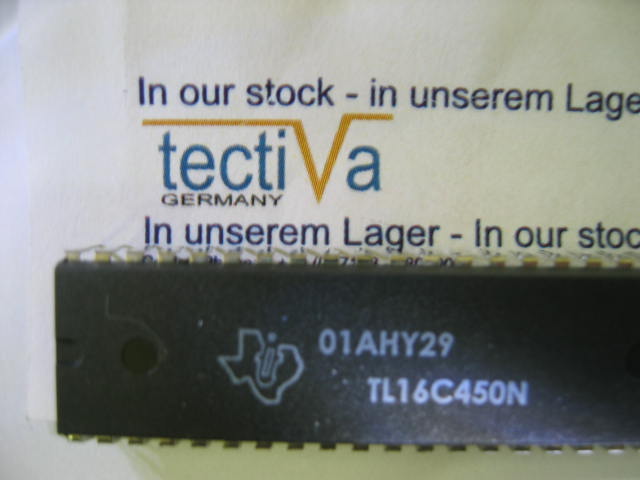 In our stock - in unserem Lage
tectiVa
GERMANY
In unserem Lager - In our stoc
01AHY29
TL16C450N